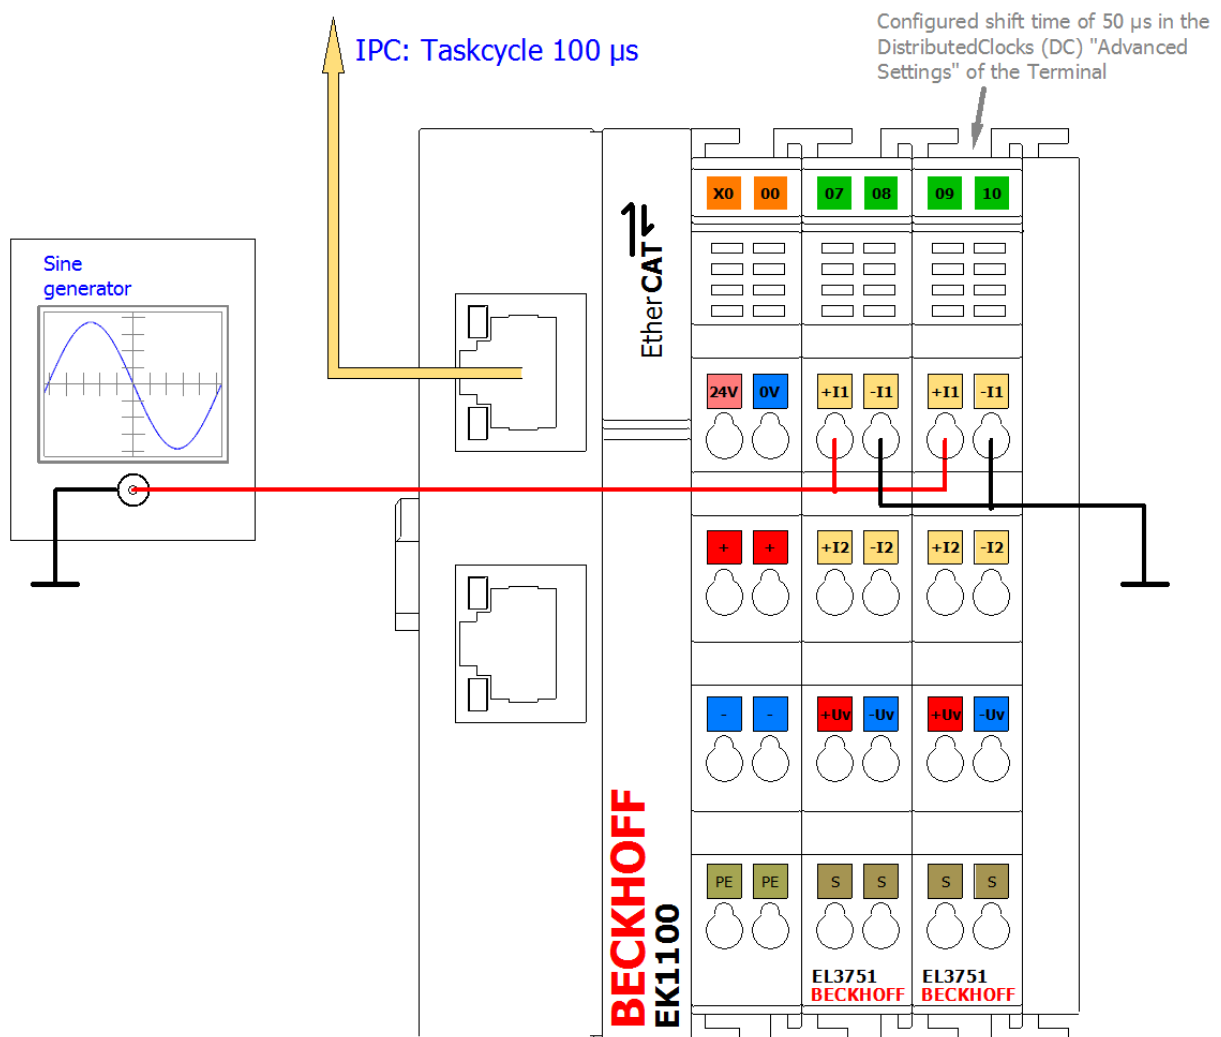 Configured shift time of 50 µs in the
DistributedClocks (DC) "Advanced
Settings" of the Terminal
IPC: Taskcycle 100 µs
X0 00 07 08 09 10
Sine
generator
EtherCAT
24V 0V +I1 -I1 +I1 -I1
+ + +I2 -I2 +I2 -I2
- - +Uv -Uv +Uv -Uv
PE PE S S S S
BECKHOFF
EK1100
EL3751
BECKHOFF
EL3751
BECKHOFF